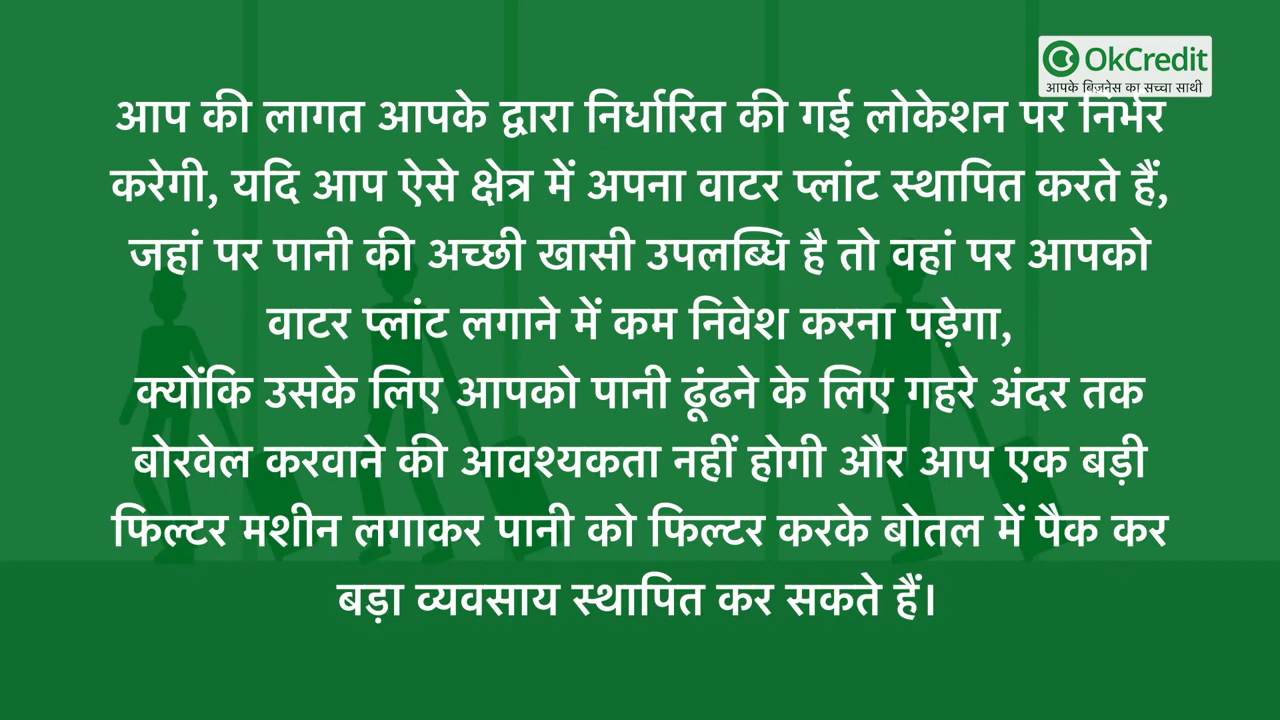 OkCredit
आपके बिज़नेस का सच्चा साथी
आप की लागत आपके द्वारा निर्धारित की गई लोकेशन पर निर्भर
करेगी, यदि आप ऐसे क्षेत्र में अपना वाटर प्लांट स्थापित करते हैं,
जहां पर पानी की अच्छी खासी उपलब्धि है तो वहां पर आपको
वाटर प्लांट लगाने में कम निवेश करना पड़ेगा,
क्योंकि उसके लिए आपको पानी ढूंढने के लिए गहरे अंदर तक
बोरवेल करवाने की आवश्यकता नहीं होगी और आप एक बड़ी
फिल्टर मशीन लगाकर पानी को फिल्टर करके बोतल में पैक कर
बड़ा व्यवसाय स्थापित कर सकते हैं।